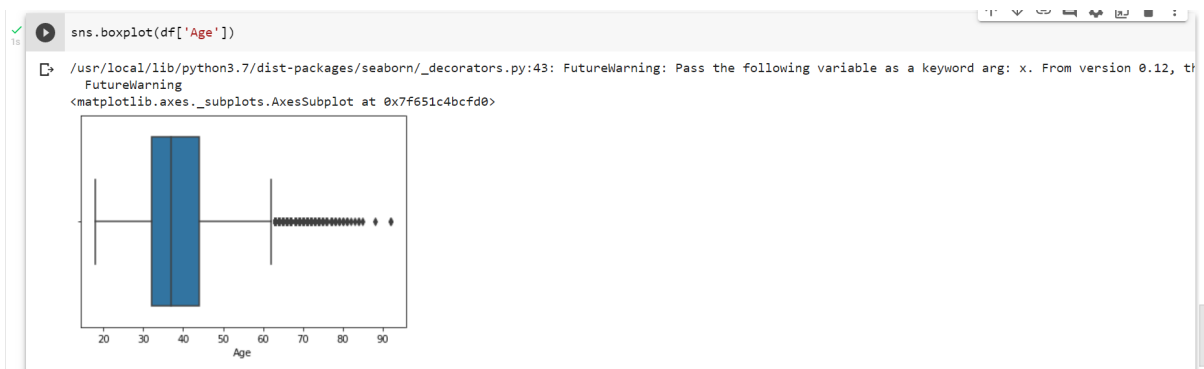 1s
sns.boxplot(df['Age'])
/usr/local/lib/python3.7/dist-packages/seaborn/_decorators.py:43: FutureWarning: Pass the following variable as a keyword arg: x. From version 0.12, th
FutureWarning
<matplotlib.axes._subplots.AxesSubplot at 0x7f651c4bcfd0>
20 30 40 50 60 70 80 90
Age